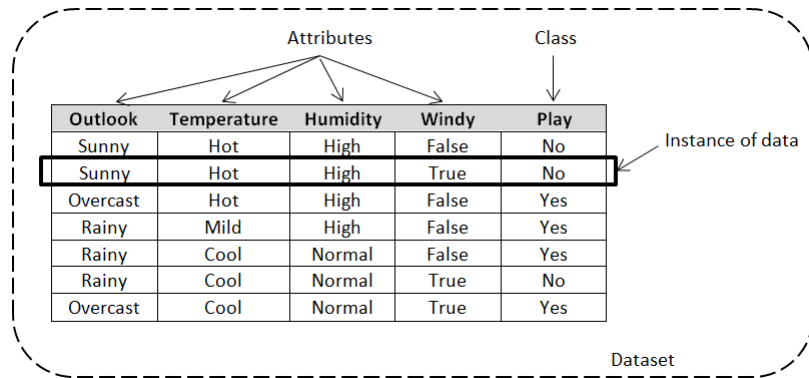 Attributes Class
Outlook Temperature Humidity Windy Play
Sunny Hot High False No
Instance of data
Sunny Hot High True No
Overcast Hot High False Yes
Rainy Mild High False Yes
Rainy Cool Normal False Yes
Rainy Cool Normal True No
Overcast Cool Normal True Yes
Dataset